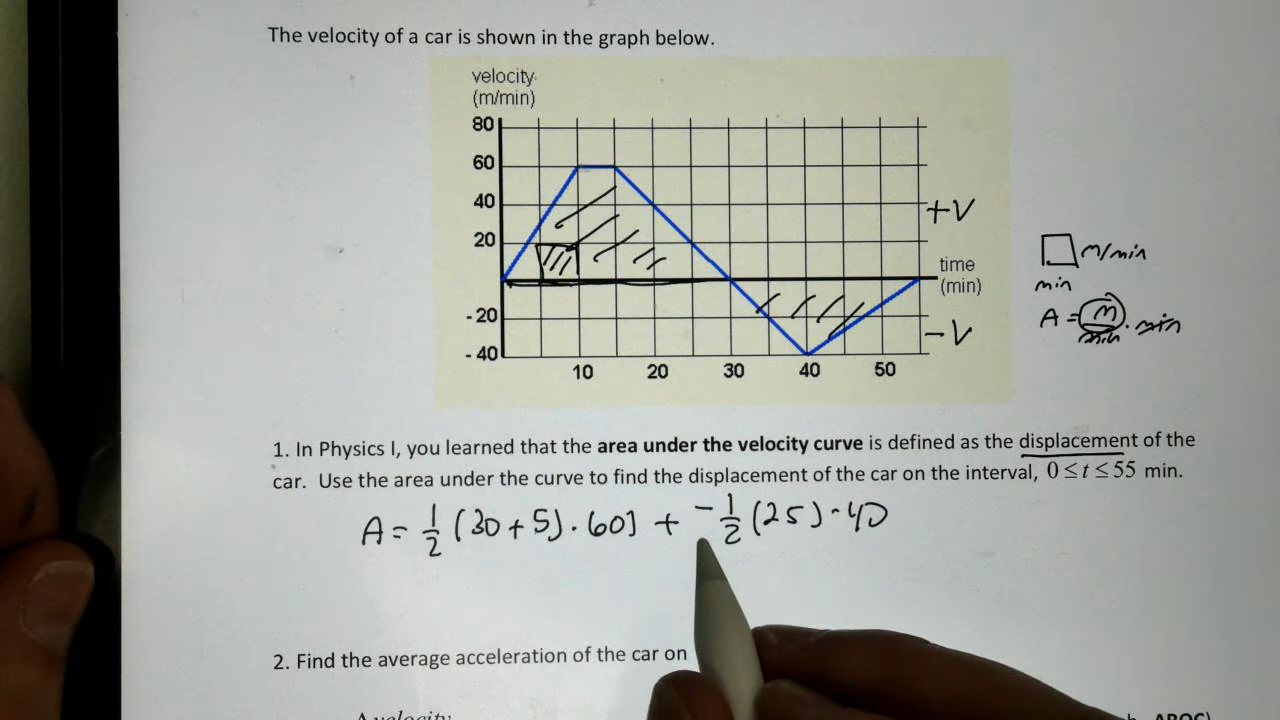 The velocity of a car is shown in the graph below.
velocity
(m/min)
80
60
40
20
- 20
- 40
10 20 30 40 50
time
(min)
+V
-V
m/min
min
A = m/min · min
1. In Physics I, you learned that the area under the velocity curve is defined as the displacement of the
car. Use the area under the curve to find the displacement of the car on the interval, 0 ≤ t ≤ 55 min.
A = 1/2 (30 + 5) · 60] + -1/2 (25) · 40
2. Find the average acceleration of the car on